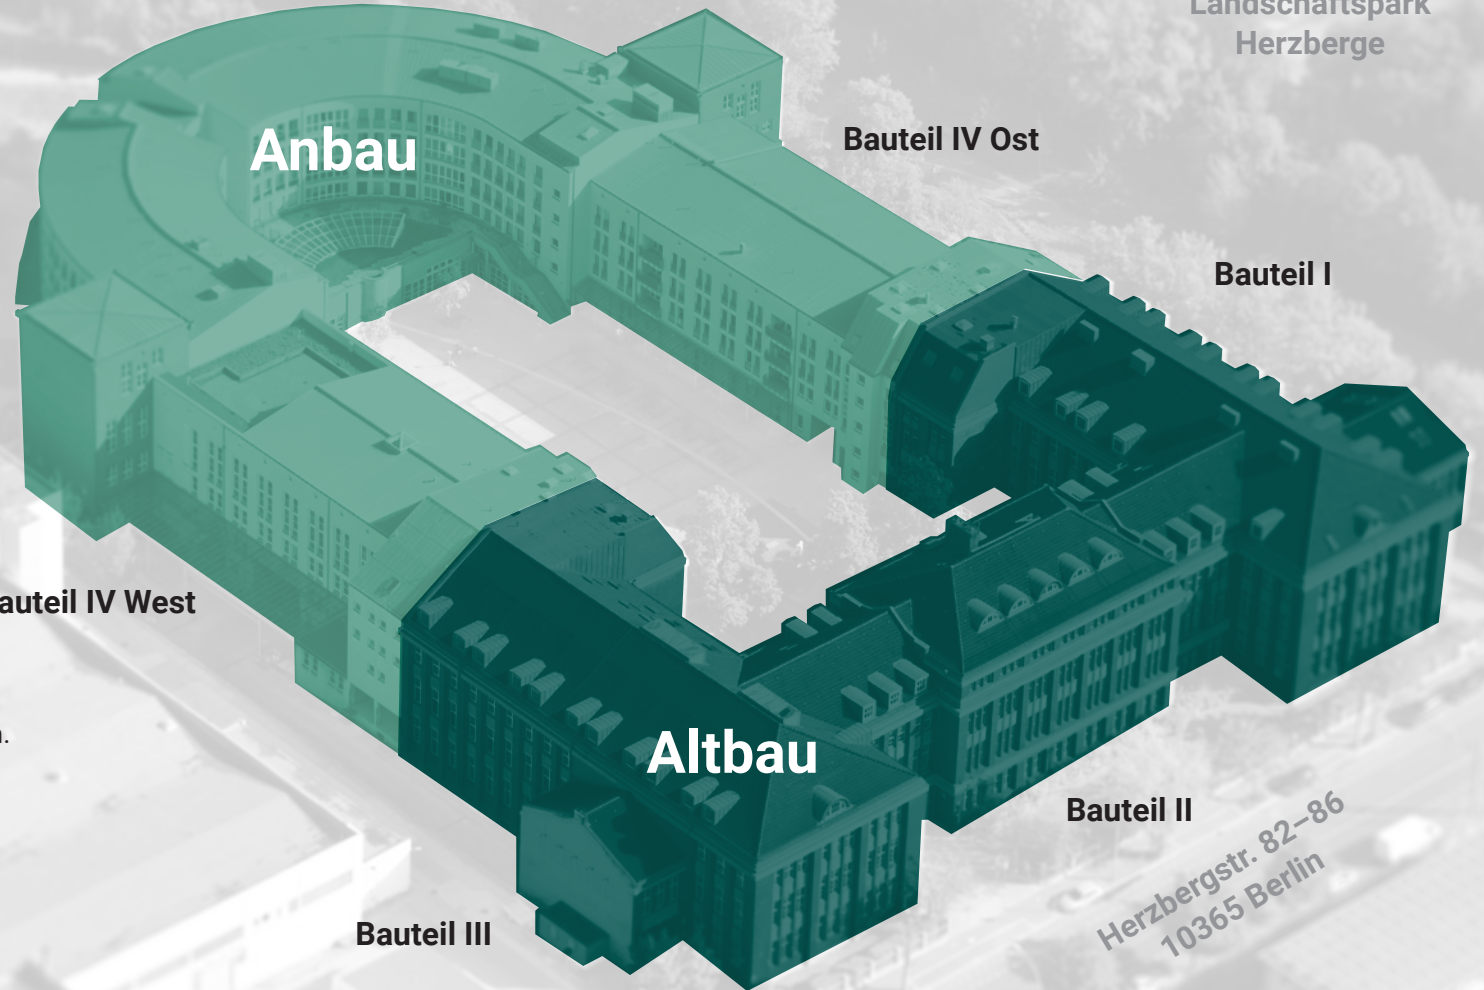 Landschaftspark
Herzberge
Anbau
Bauteil IV Ost
Bauteil I
auteil IV West
n.
Altbau
Bauteil II
Herzbergstr. 82–86
10365 Berlin
Bauteil III